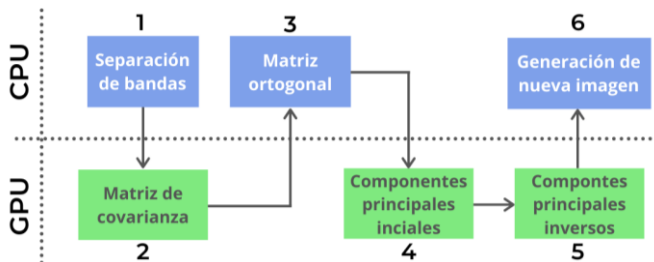 CPU
1
Separación
de bandas
3
Matriz
ortogonal
6
Generación de
nueva imagen
GPU
Matriz de
covarianza
2
Componentes
principales
inciales
4
Compontes
principales
inversos
5